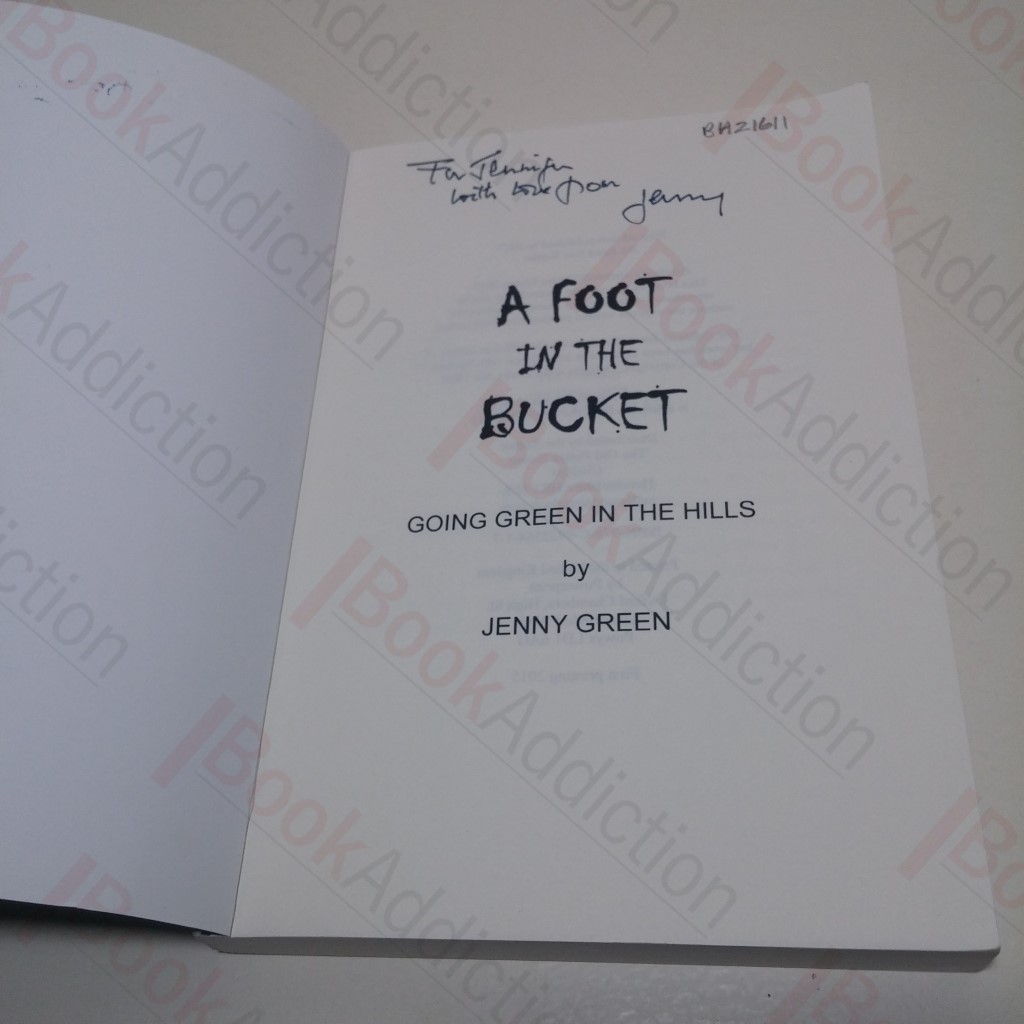 BH21611
For Jennifer
with love from Jenny
A FOOT
IN THE
BUCKET
GOING GREEN IN THE HILLS
by
JENNY GREEN
BookAddiction